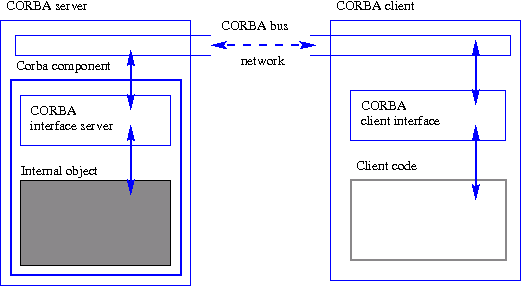 CORBA server
CORBA client
CORBA bus
network
Corba component
CORBA
interface server
CORBA
client interface
Internal object
Client code